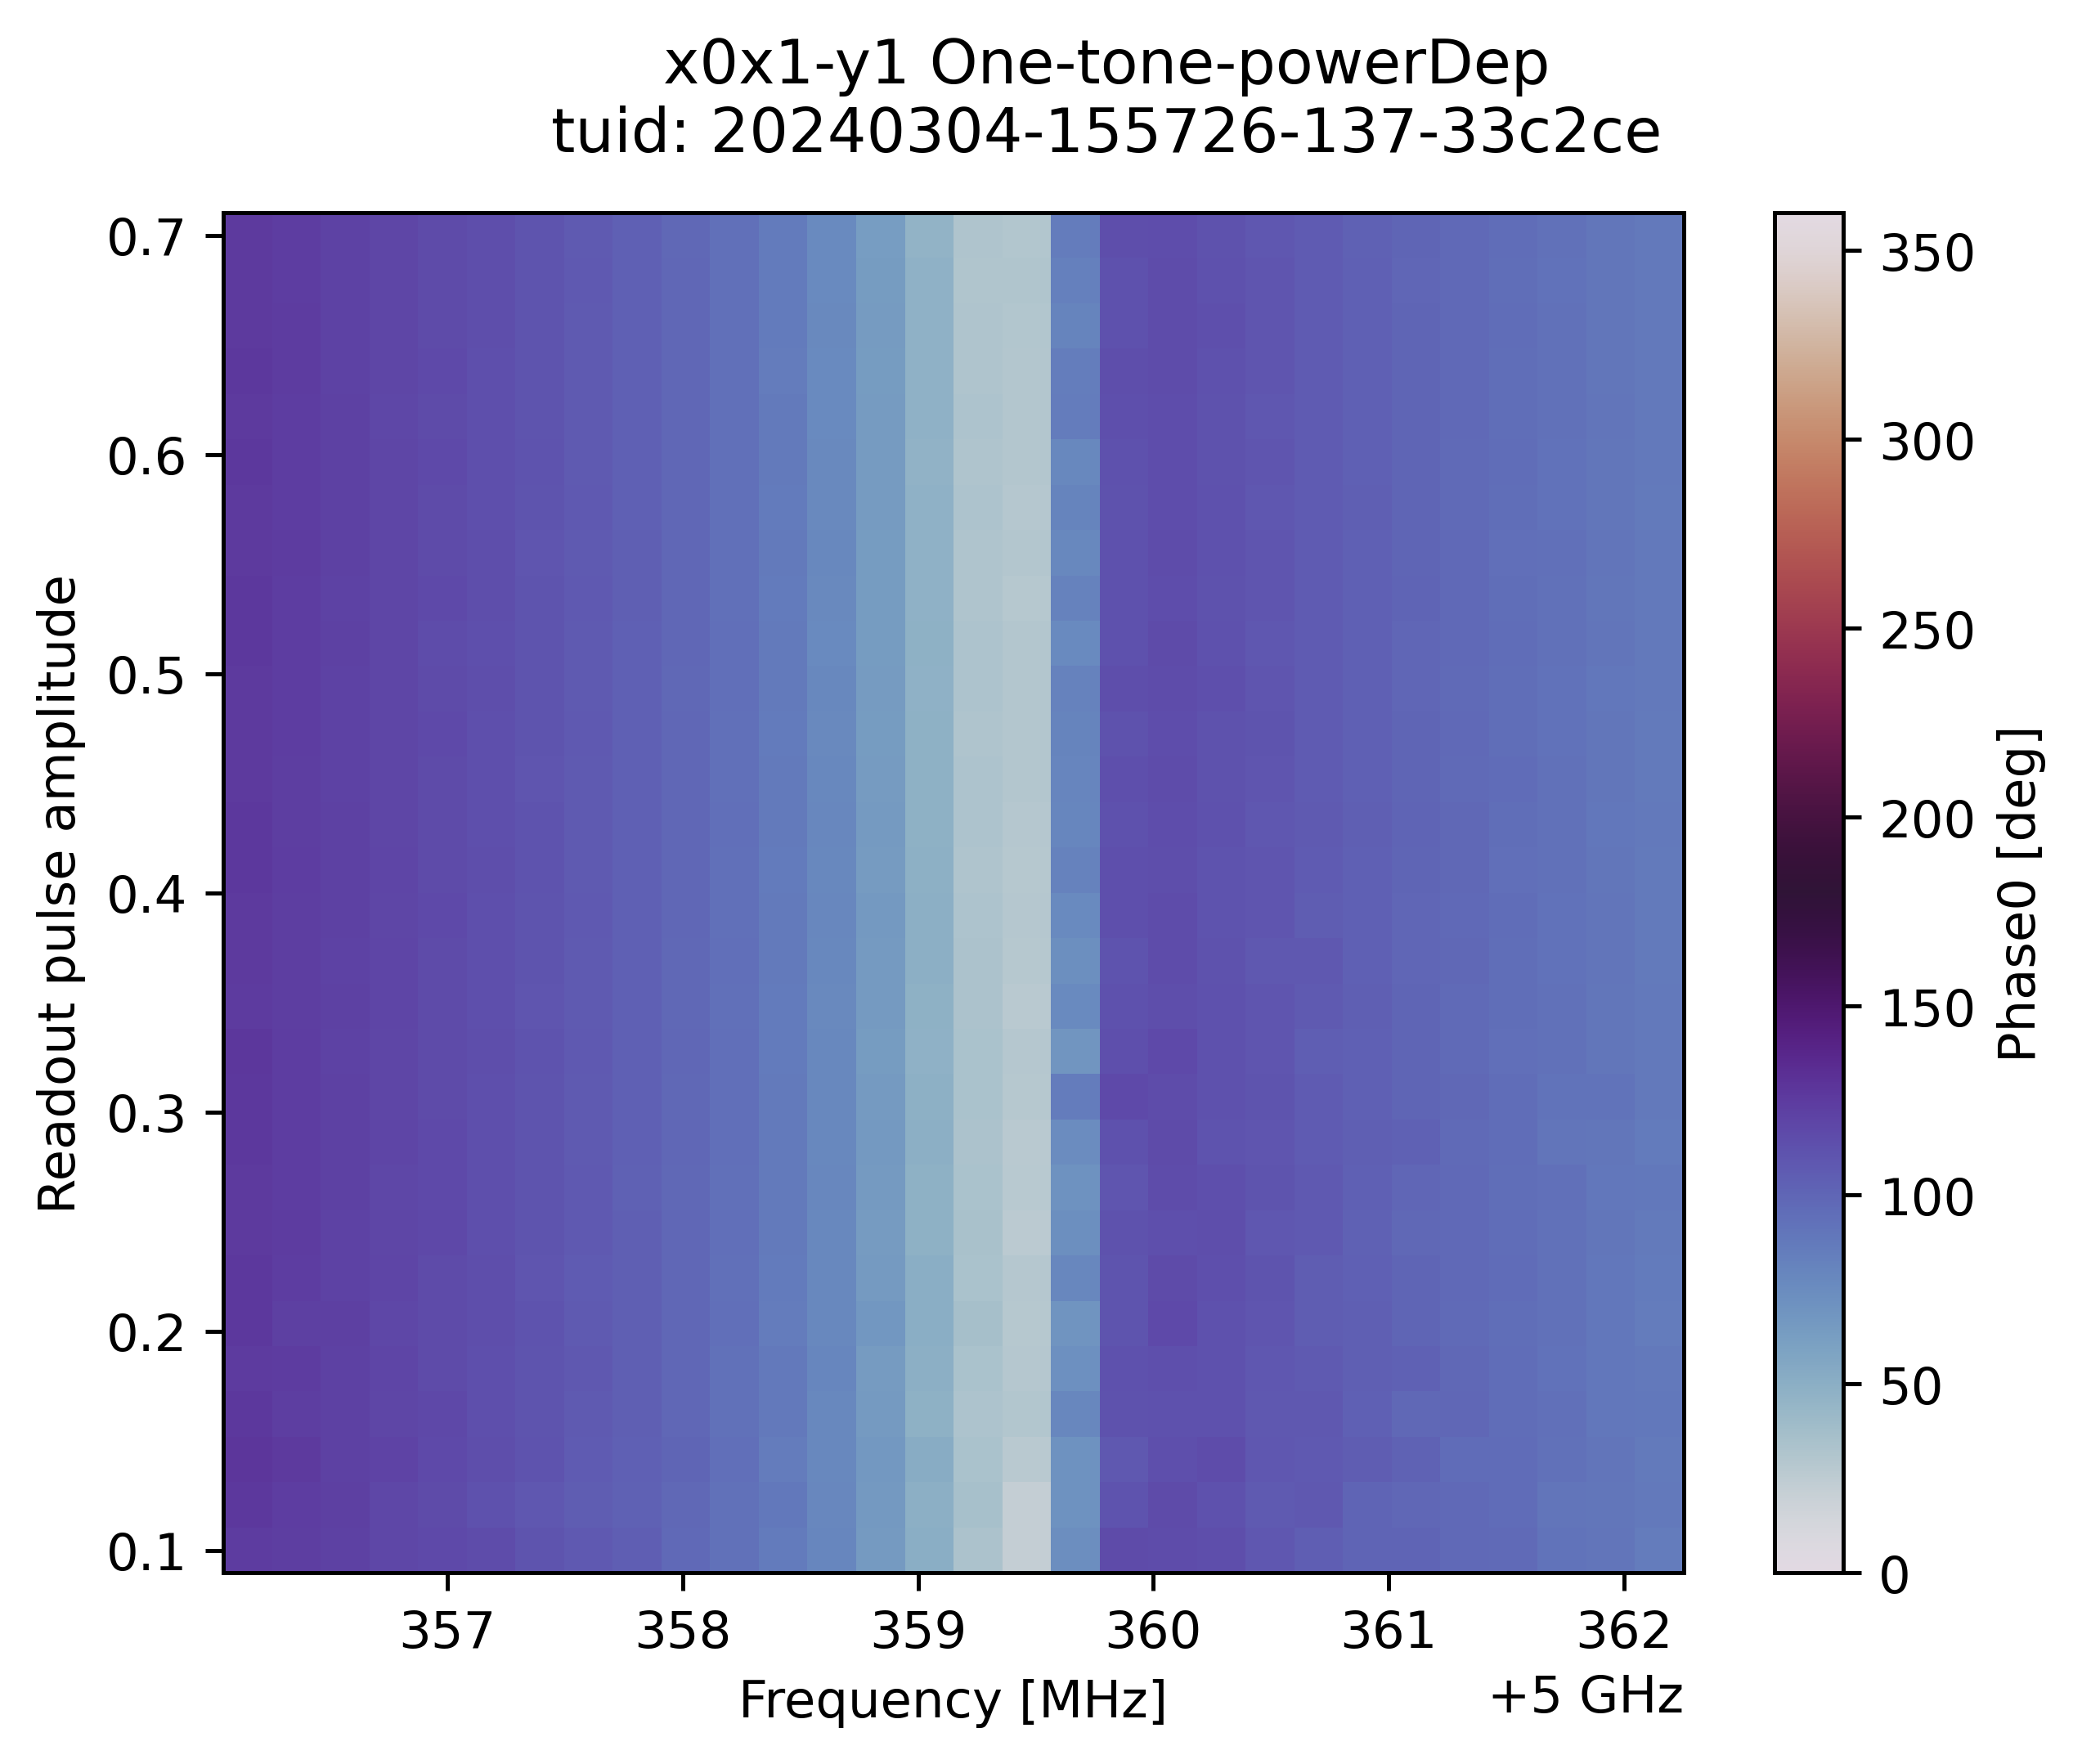 x0x1-y1 One-tone-powerDep
tuid: 20240304-155726-137-33c2ce
Readout pulse amplitude
0.7
0.6
0.5
0.4
0.3
0.2
0.1
357 358 359 360 361 362
Frequency [MHz]
+5 GHz
350
300
250
200
150
100
50
0
Phase0 [deg]